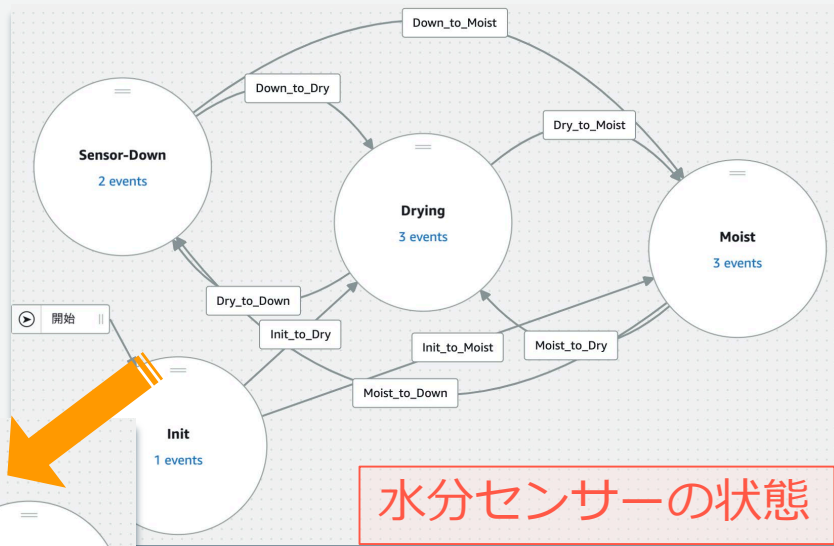 Down_to_Moist
Down_to_Dry
Dry_to_Moist
Sensor-Down
2 events
Drying
3 events
Moist
3 events
Dry_to_Down
開始
Init_to_Dry
Init_to_Moist
Moist_to_Dry
Moist_to_Down
Init
1 events
水分センサーの状態